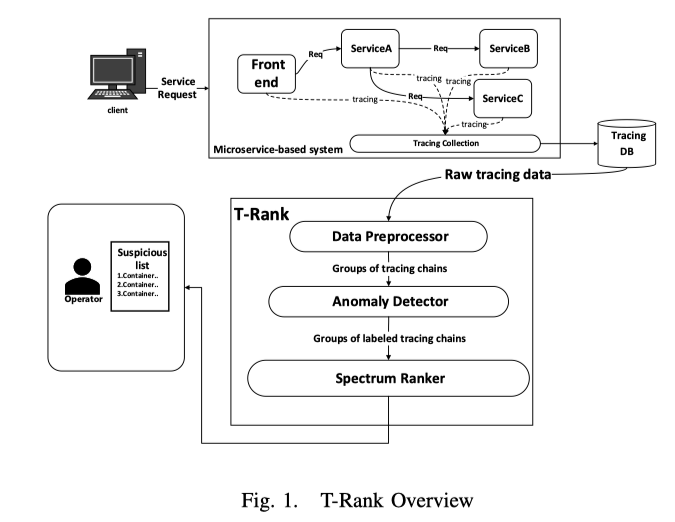 client
Service
Request
Front
end
Req
ServiceA
Req
ServiceB
tracing
tracing
Req
ServiceC
tracing
tracing
Tracing Collection
Microservice-based system
Tracing
DB
Raw tracing data
T-Rank
Data Preprocessor
Groups of tracing chains
Anomaly Detector
Groups of labeled tracing chains
Spectrum Ranker
Operator
Suspicious
list
1.Container..
2.Container..
3.Container..
Fig. 1. T-Rank Overview